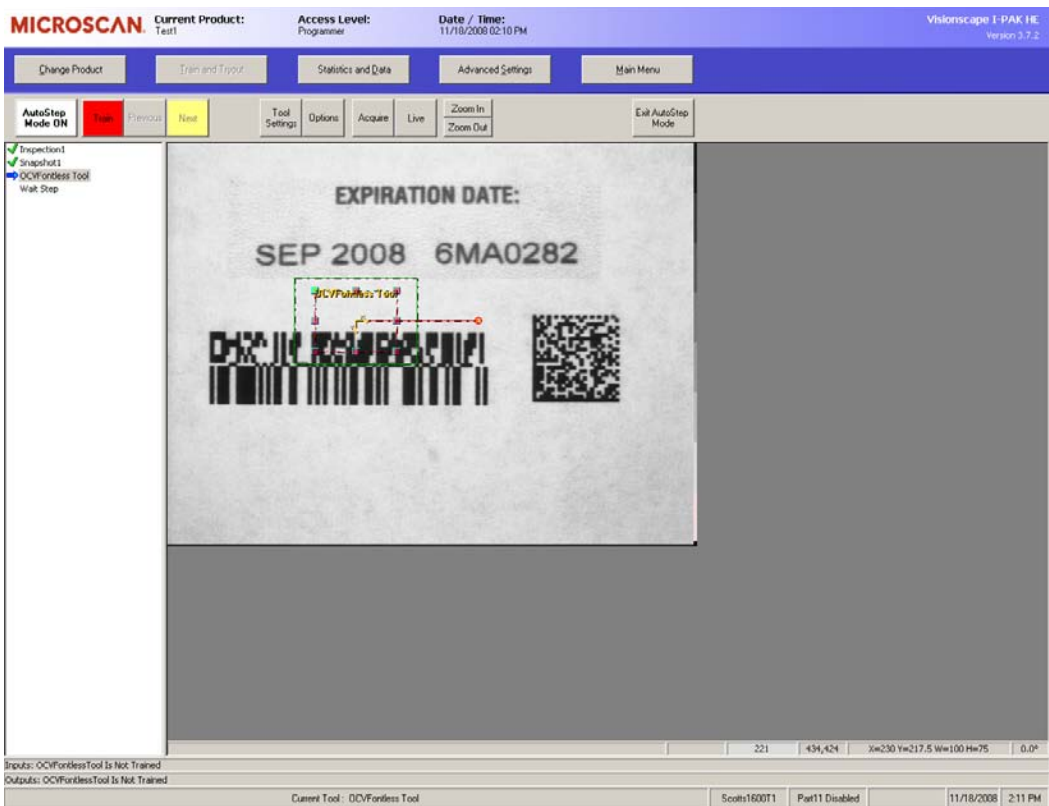 MICROSCAN. Current Product: Access Level: Date / Time: Visionscape I-PAK HE
Test1 Programmer 11/18/2008 02:10 PM Version 3.7.2
Change Product Train and Tryout Statistics and Data Advanced Settings Main Menu
AutoStep Mode ON Train Previous Next Tool Settings Options Acquire Live Zoom In Zoom Out Exit AutoStep Mode
Inspection1
Snapshot1
OCVFontless Tool
Wait Step
EXPIRATION DATE:
SEP 2008 6MA0282
OCVFontless Tool
221 434,424 X=230 Y=217.5 W=100 H=75 0.0°
Inputs: OCVFontlessTool Is Not Trained
Outputs: OCVFontlessTool Is Not Trained
Current Tool : OCVFontless Tool Scotts1600T1 Part11 Disabled 11/18/2008 2:11 PM